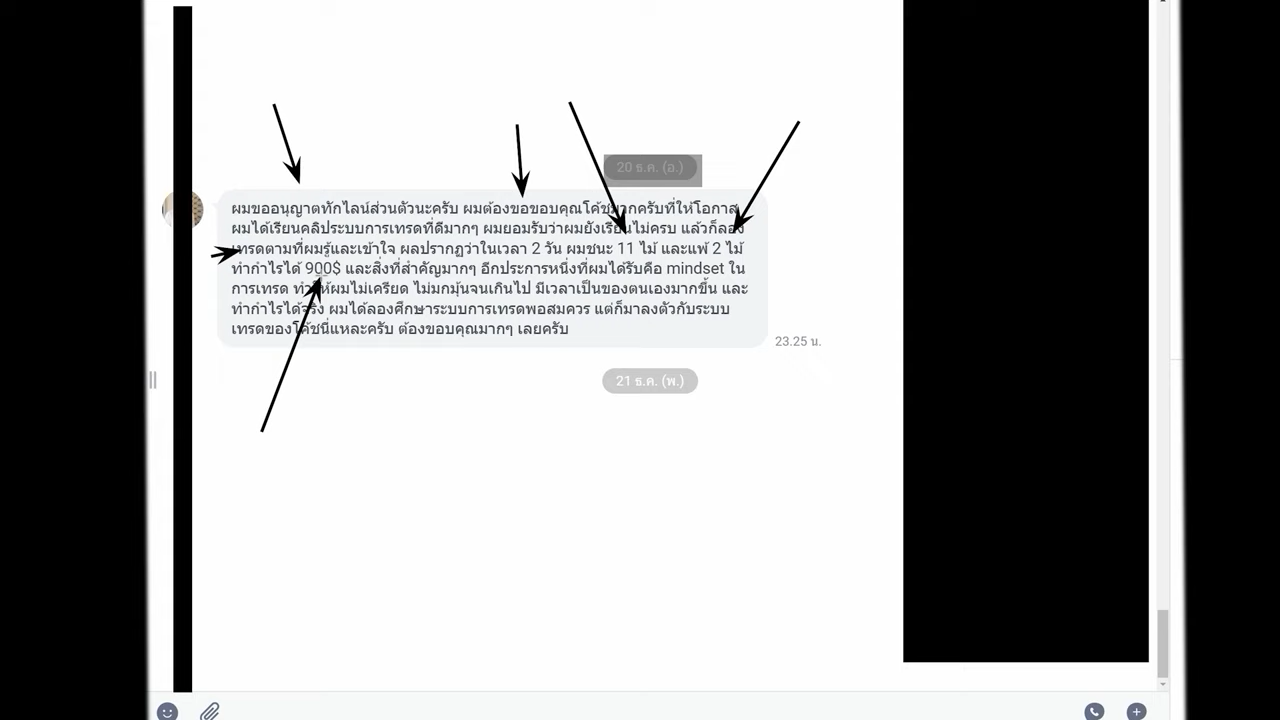 20 ธ.ค. (อ.)
ผมขออนุญาตทักไลน์ส่วนตัวนะครับ ผมต้องขอขอบคุณโค้ชมากครับที่ให้โอกาส
ผมได้เรียนคลิประบบการเทรดที่ดีมากๆ ผมยอมรับว่าผมยังเรียนไม่ครบ แล้วก็ลอง
เทรดตามที่ผมรู้และเข้าใจ ผลปรากฏว่าในเวลา 2 วัน ผมชนะ 11 ไม้ และแพ้ 2 ไม้
ทำกำไรได้ 900$ และสิ่งที่สำคัญมากๆ อีกประการหนึ่งที่ผมได้รับคือ mindset ใน
การเทรด ทำให้ผมไม่เครียด ไม่มกมุ้นจนเกินไป มีเวลาเป็นของตนเองมากขึ้น และ
ทำกำไรได้จริง ผมได้ลองศึกษาระบบการเทรดพอสมควร แต่ก็มาลงตัวกับระบบ
เทรดของโค้ชนี่แหละครับ ต้องขอบคุณมากๆ เลยครับ
23.25 น.
21 ธ.ค. (พ.)